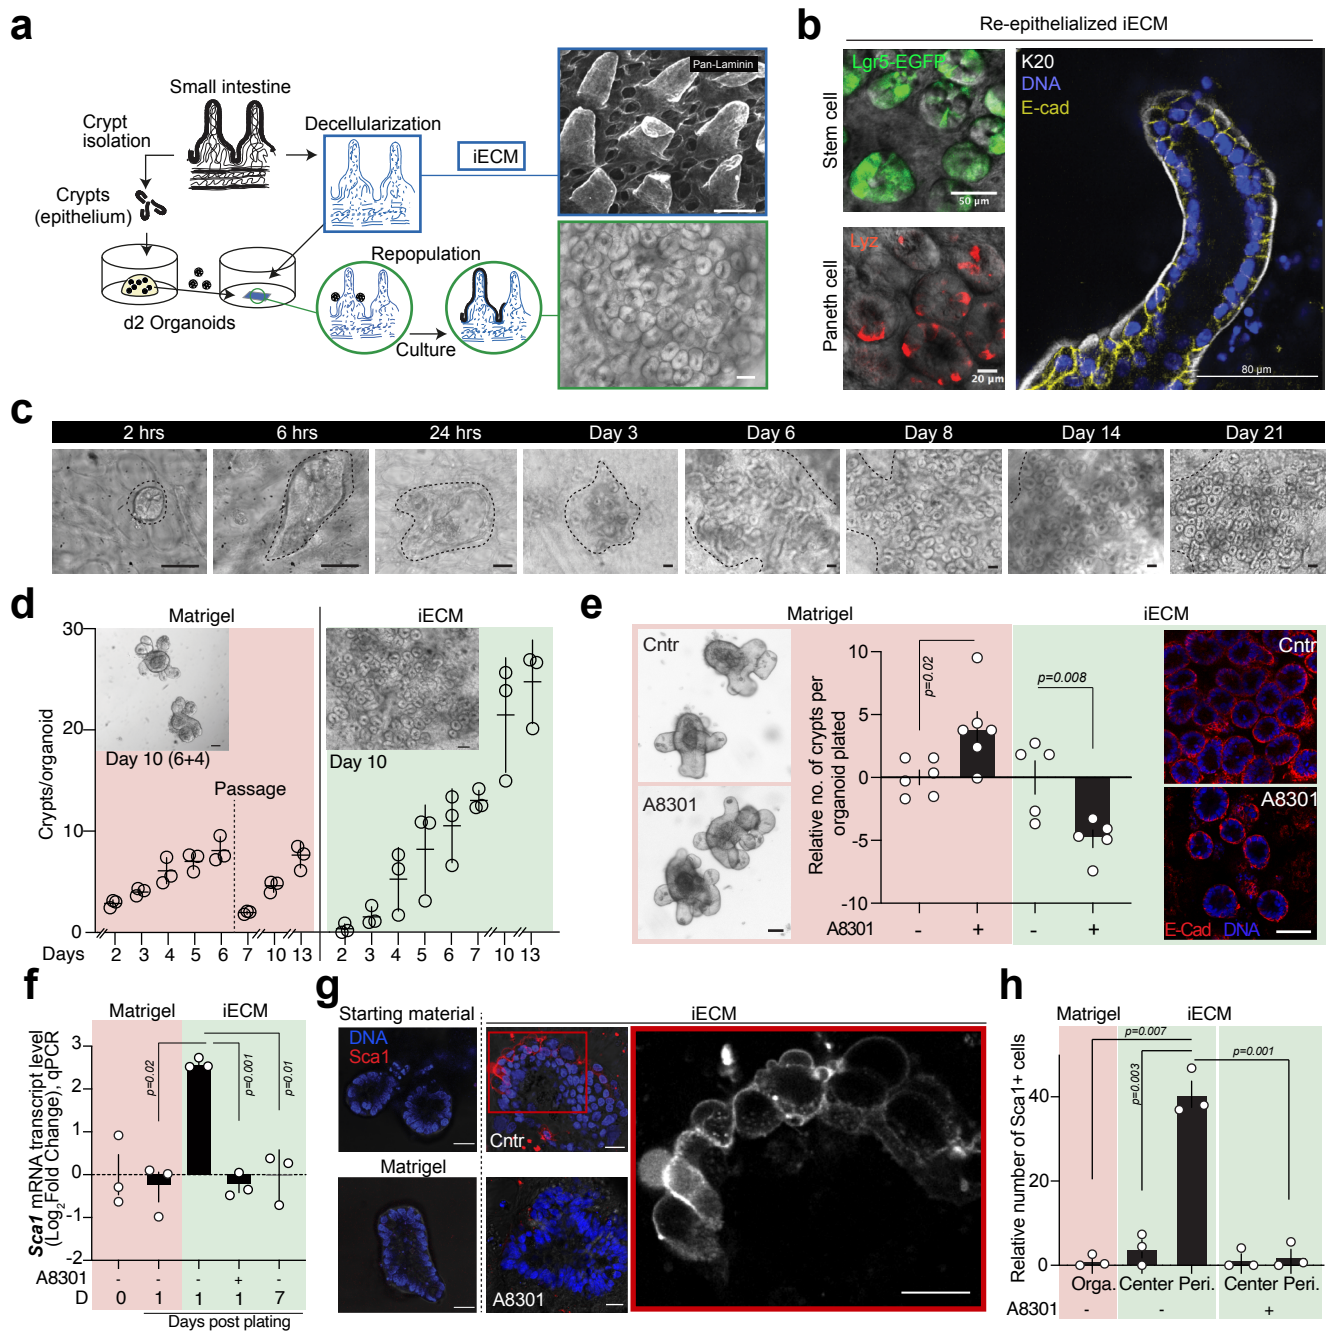 a
Small intestine
Crypt
isolation
Decellularization
iECM
Pan-Laminin
Crypts
(epithelium)
Repopulation
d2 Organoids
Culture
b
Re-epithelialized iECM
Stem cell
Lgr5-EGFP
50 μm
Paneth cell
Lyz
20 μm
K20
DNA
E-cad
80 μm
c
2 hrs
6 hrs
24 hrs
Day 3
Day 6
Day 8
Day 14
Day 21
d
Matrigel
iECM
Crypts/organoid
30
20
10
0
Day 10 (6+4)
Passage
Day 10
Days
2 3 4 5 6 7 10 13
2 3 4 5 6 7 10 13
e
Matrigel
iECM
Cntr
A8301
Relative no. of crypts per
organoid plated
10
5
0
-5
-10
p=0.02
p=0.008
A8301
- + - +
Cntr
A8301
E-Cad DNA
f
Matrigel
iECM
Sca1 mRNA transcript level
(Log2Fold Change), qPCR
3
2
1
0
-1
-2
p=0.02
p=0.001
p=0.01
A8301
- - - + -
D
0 1 1 1 7
Days post plating
g
Starting material
iECM
DNA
Sca1
Cntr
Matrigel
A8301
h
Matrigel
iECM
Relative number of Sca1+ cells
40
20
0
p=0.007
p=0.003
p=0.001
Orga. Center Peri. Center Peri.
A8301
- - +